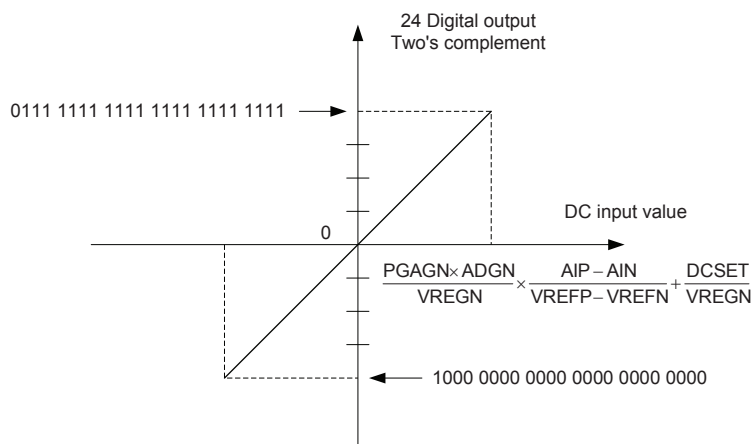 24 Digital output
Two's complement
0111 1111 1111 1111 1111 1111
DC input value
0
PGAGN×ADGN / VREGN × AIP−AIN / VREFP−VREFN + DCSET / VREGN
1000 0000 0000 0000 0000 0000